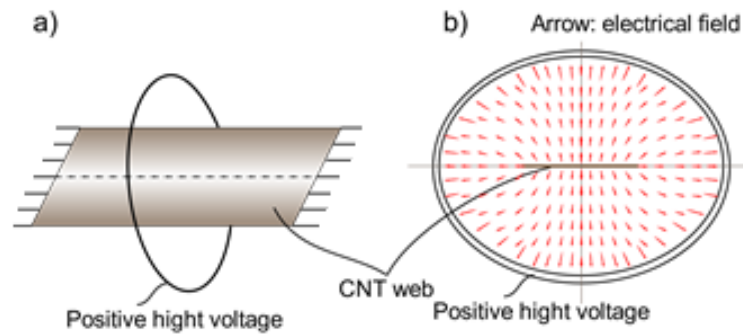 a)
b)
Arrow: electrical field
CNT web
Positive hight voltage
Positive hight voltage